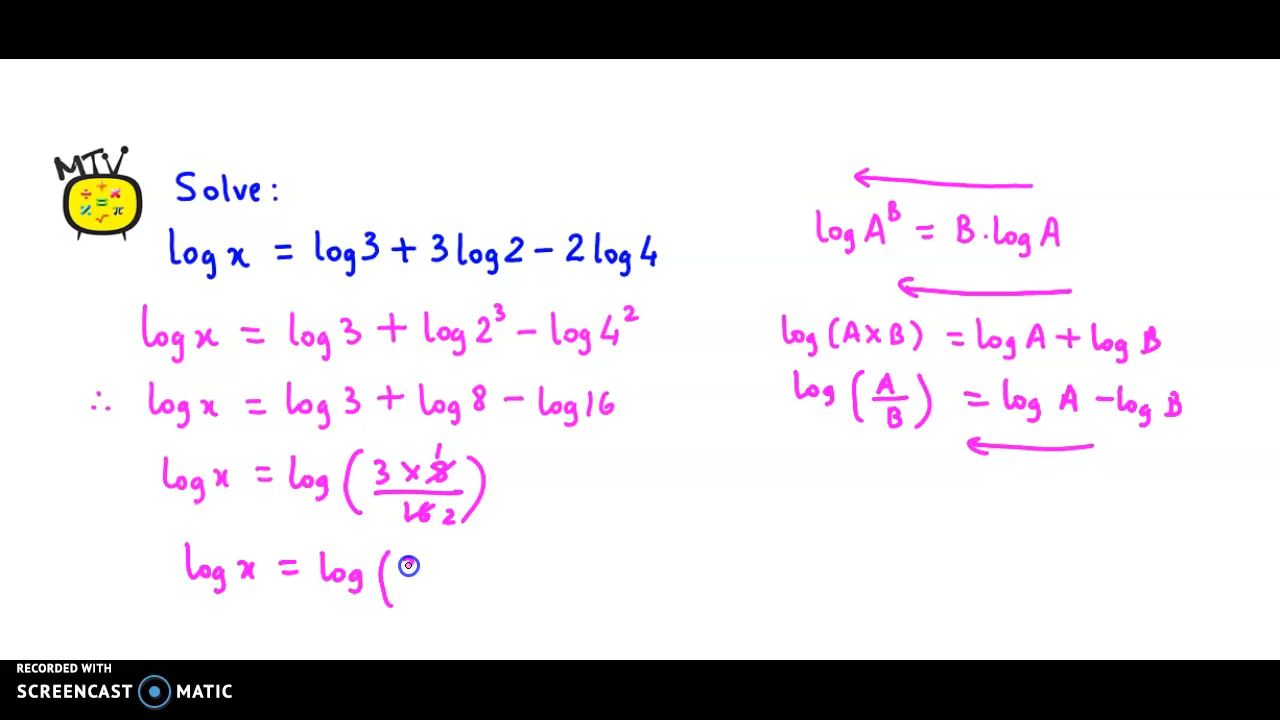 MTV
Solve:
log x = log 3 + 3 log 2 − 2 log 4
log x = log 3 + log 2³ − log 4²
∴ log x = log 3 + log 8 − log 16
log x = log (3 × 8 1 / 16 2)
log x = log (
log A^B = B · log A
log (A × B) = log A + log B
log (A/B) = log A − log B
RECORDED WITH
SCREENCAST MATIC